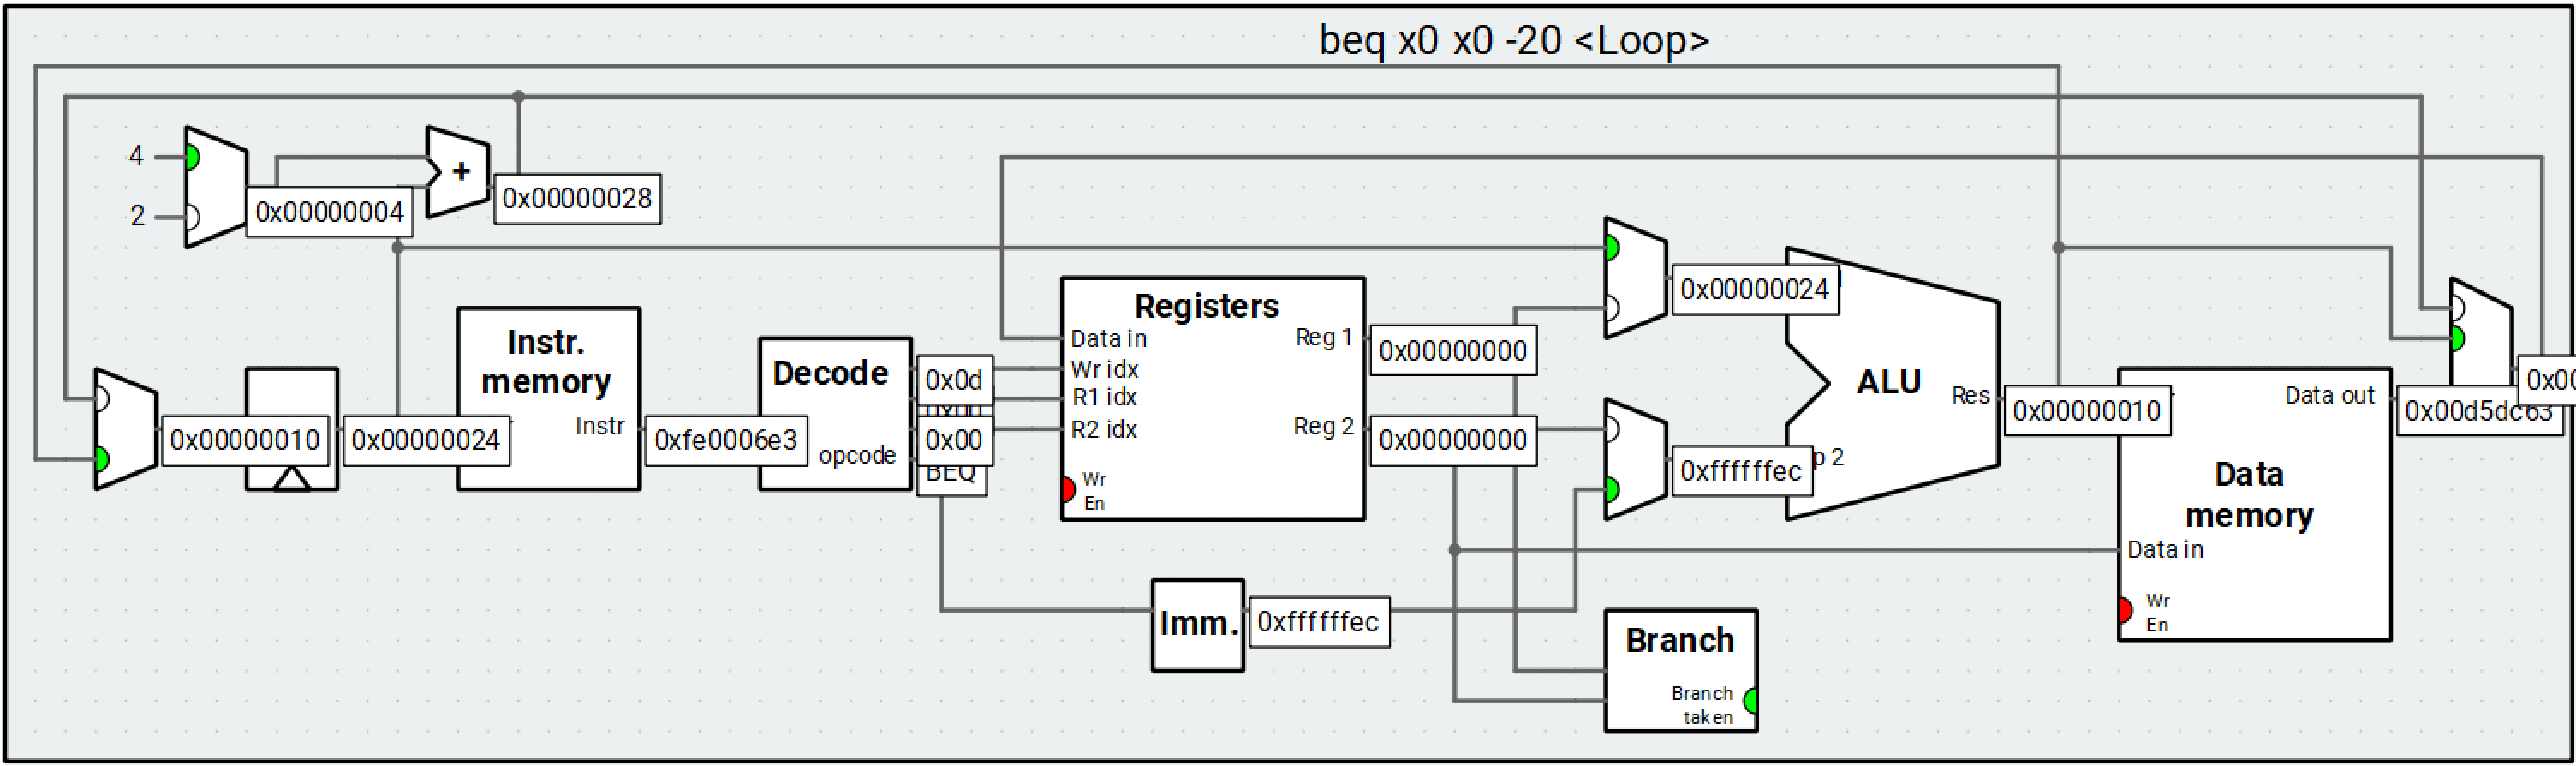 beq x0 x0 -20 <Loop>
4
2
0x00000004
+
0x00000028
0x00000010
0x00000024
Instr.
memory
Instr
0xfe0006e3
Decode
opcode
0x0d
0x00
0x00
BEQ
Registers
Data in
Wr idx
R1 idx
R2 idx
Wr
En
Reg 1
Reg 2
0x00000000
0x00000000
Imm.
0xffffffec
0x00000024
0xffffffec
p 2
ALU
Res
0x00000010
Branch
Branch
taken
Data out
Data
memory
Data in
Wr
En
0x00d5dc63
0x00